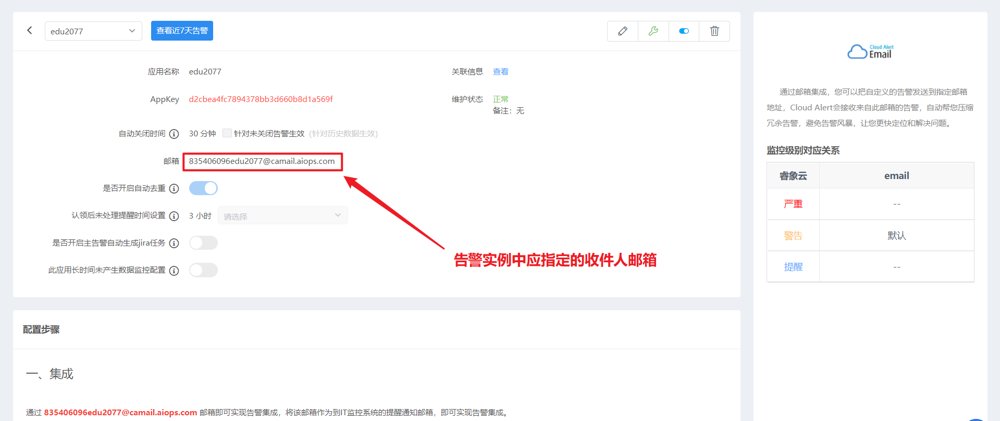 edu2077
查看近7天告警
应用名称 edu2077
关联信息 查看
AppKey d2cbea4fc7894378bb3d660b8d1a569f
维护状态 正常
备注：无
自动关闭时间 30 分钟 针对未关闭告警生效 (针对历史数据生效)
邮箱 835406096edu2077@camail.aiops.com
是否开启自动去重
认领后未处理提醒时间设置 3 小时 请选择
是否开启主告警自动生成jira任务
此应用长时间未产生数据监控配置
告警实例中应指定的收件人邮箱
配置步骤
一、集成
通过 835406096edu2077@camail.aiops.com 邮箱即可实现告警集成，将该邮箱作为到IT监控系统的提醒通知邮箱，即可实现告警集成。
Cloud Alert
Email
通过邮箱集成，您可以把自定义的告警发送到指定邮箱
地址，Cloud Alert会接收来自此邮箱的告警，自动帮您压缩
冗余告警，避免告警风暴，让您更快定位和解决问题。
监控级别对应关系
睿象云 email
严重 --
警告 默认
提醒 --